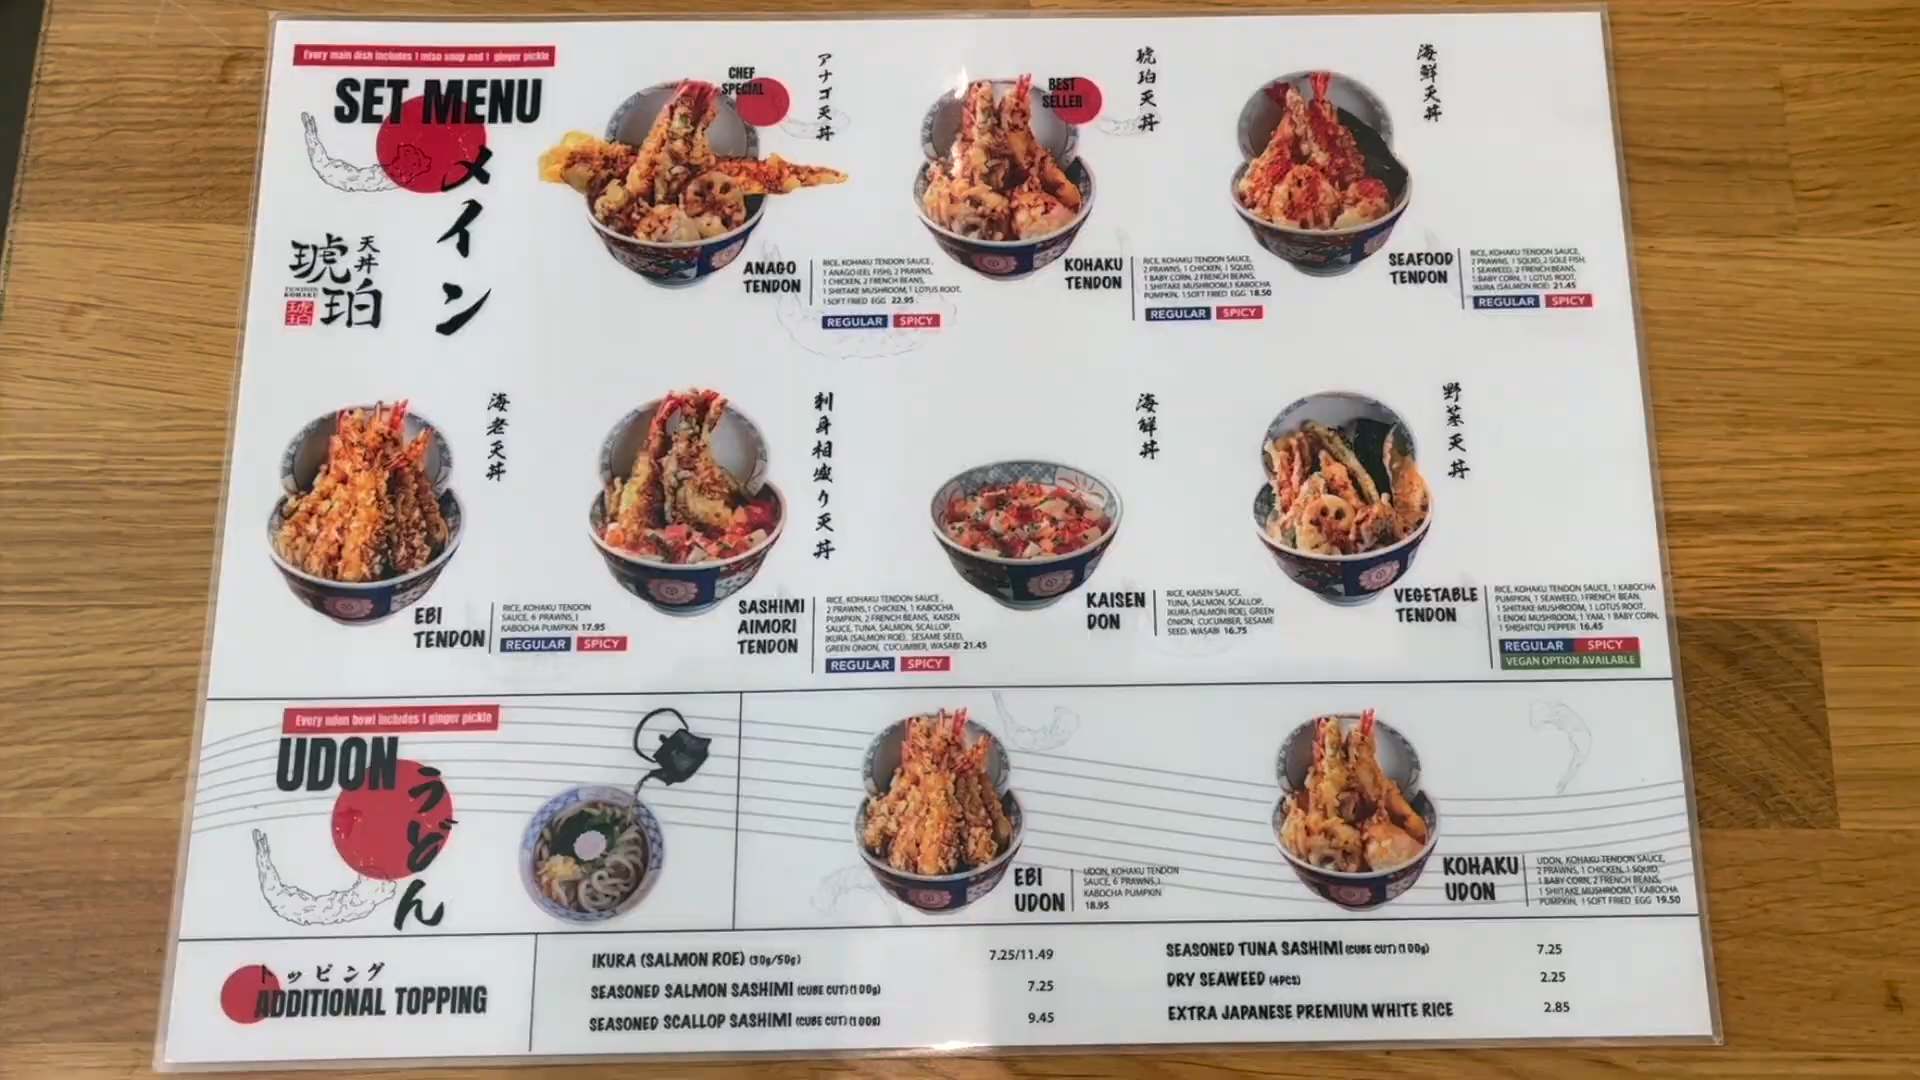 Every main dish includes 1 miso soup and 1 ginger pickle
SET MENU
メイン
天丼
琥珀
TENDON
KOHAKU
琥珀
CHEF
SPECIAL
アナゴ天丼
ANAGO
TENDON
RICE, KOHAKU TENDON SAUCE,
1 ANAGO(EEL FISH), 2 PRAWNS,
1 CHICKEN, 2 FRENCH BEANS,
1 SHIITAKE MUSHROOM, 1 LOTUS ROOT,
1 SOFT FRIED EGG 22.95
REGULAR SPICY
BEST
SELLER
琥珀天丼
KOHAKU
TENDON
RICE, KOHAKU TENDON SAUCE,
2 PRAWNS, 1 CHICKEN, 1 SQUID,
1 BABY CORN, 2 FRENCH BEANS,
1 SHIITAKE MUSHROOM,1 KABOCHA
PUMPKIN, 1 SOFT FRIED EGG 18.50
REGULAR SPICY
海鮮天丼
SEAFOOD
TENDON
RICE, KOHAKU TENDON SAUCE,
2 PRAWNS, 1 SQUID, 2 SOLE FISH,
1 SEAWEED, 2 FRENCH BEANS,
1 BABY CORN, 1 LOTUS ROOT,
IKURA (SALMON ROE) 21.45
REGULAR SPICY
海老天丼
EBI
TENDON
RICE, KOHAKU TENDON
SAUCE, 6 PRAWNS,1
KABOCHA PUMPKIN 17.95
REGULAR SPICY
刺身相盛り天丼
SASHIMI
AIMORI
TENDON
RICE, KOHAKU TENDON SAUCE,
2 PRAWNS,1 CHICKEN, 1 KABOCHA
PUMPKIN, 2 FRENCH BEANS, KAISEN
SAUCE, TUNA, SALMON, SCALLOP,
IKURA (SALMON ROE), SESAME SEED,
GREEN ONION, CUCUMBER, WASABI 21.45
REGULAR SPICY
海鮮丼
KAISEN
DON
RICE, KAISEN SAUCE,
TUNA, SALMON, SCALLOP,
IKURA (SALMON ROE), GREEN
ONION, CUCUMBER, SESAME
SEED, WASABI 16.75
野菜天丼
VEGETABLE
TENDON
RICE, KOHAKU TENDON SAUCE, 1 KABOCHA
PUMPKIN, 1 SEAWEED, 1FRENCH BEAN,
1 SHIITAKE MUSHROOM, 1 LOTUS ROOT,
1 ENOKI MUSHROOM, 1 YAM, 1 BABY CORN,
1 SHISHITOU PEPPER 16.45
REGULAR SPICY
VEGAN OPTION AVAILABLE
Every udon bowl includes 1 ginger pickle
UDON
うどん
EBI
UDON
UDON, KOHAKU TENDON
SAUCE, 6 PRAWNS,1
KABOCHA PUMPKIN
18.95
KOHAKU
UDON
UDON, KOHAKU TENDON SAUCE,
2 PRAWNS, 1 CHICKEN, 1 SQUID,
1 BABY CORN, 2 FRENCH BEANS,
1 SHIITAKE MUSHROOM,1 KABOCHA
PUMPKIN, 1 SOFT FRIED EGG 19.50
トッピング
ADDITIONAL TOPPING
IKURA (SALMON ROE) (30g/50g) 7.25/11.49
SEASONED SALMON SASHIMI (CUBE CUT)(100g) 7.25
SEASONED SCALLOP SASHIMI (CUBE CUT)(100g) 9.45
SEASONED TUNA SASHIMI (CUBE CUT)(100g) 7.25
DRY SEAWEED (4PCS) 2.25
EXTRA JAPANESE PREMIUM WHITE RICE 2.85